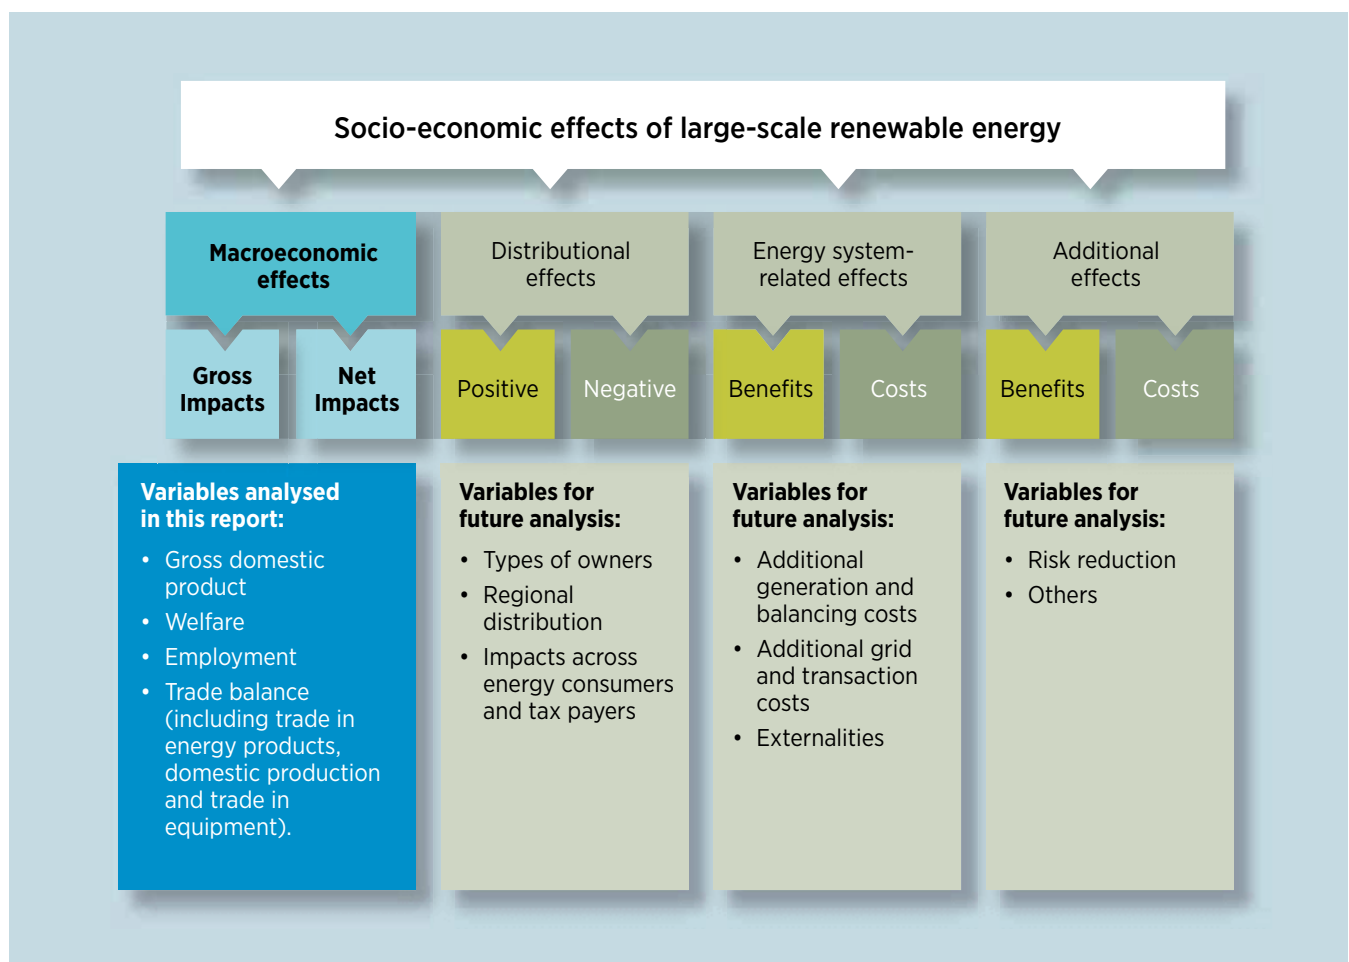 Socio-economic effects of large-scale renewable energy
Macroeconomic
effects
Gross
Impacts
Net
Impacts
Variables analysed
in this report:
• Gross domestic
product
• Welfare
• Employment
• Trade balance
(including trade in
energy products,
domestic production
and trade in
equipment).
Distributional
effects
Positive
Negative
Variables for
future analysis:
• Types of owners
• Regional
distribution
• Impacts across
energy consumers
and tax payers
Energy system-
related effects
Benefits
Costs
Variables for
future analysis:
• Additional
generation and
balancing costs
• Additional grid
and transaction
costs
• Externalities
Additional
effects
Benefits
Costs
Variables for
future analysis:
• Risk reduction
• Others